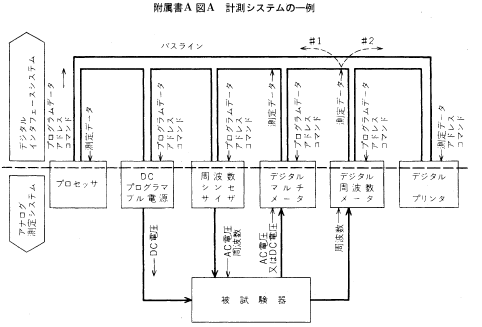 附属書A 図A 計測システムの一例
#1
#2
バスライン
デジタル
インタフェースシステム
プログラムデータ
アドレス
コマンド
測定データ
プログラムデータ
アドレス
コマンド
プログラムデータ
アドレス
コマンド
測定データ
プログラムデータ
アドレス
コマンド
測定データ
プログラムデータ
アドレス
コマンド
測定データ
アドレス
コマンド
プロセッサ
DC
プログラマ
ブル電源
周波数
シンセ
サイザ
デジタル
マルチ
メータ
デジタル
周波数
メータ
デジタル
プリンタ
アナログ
測定システム
DC電圧
AC電圧
周波数
AC電圧
又はDC電圧
周波数
被試験器